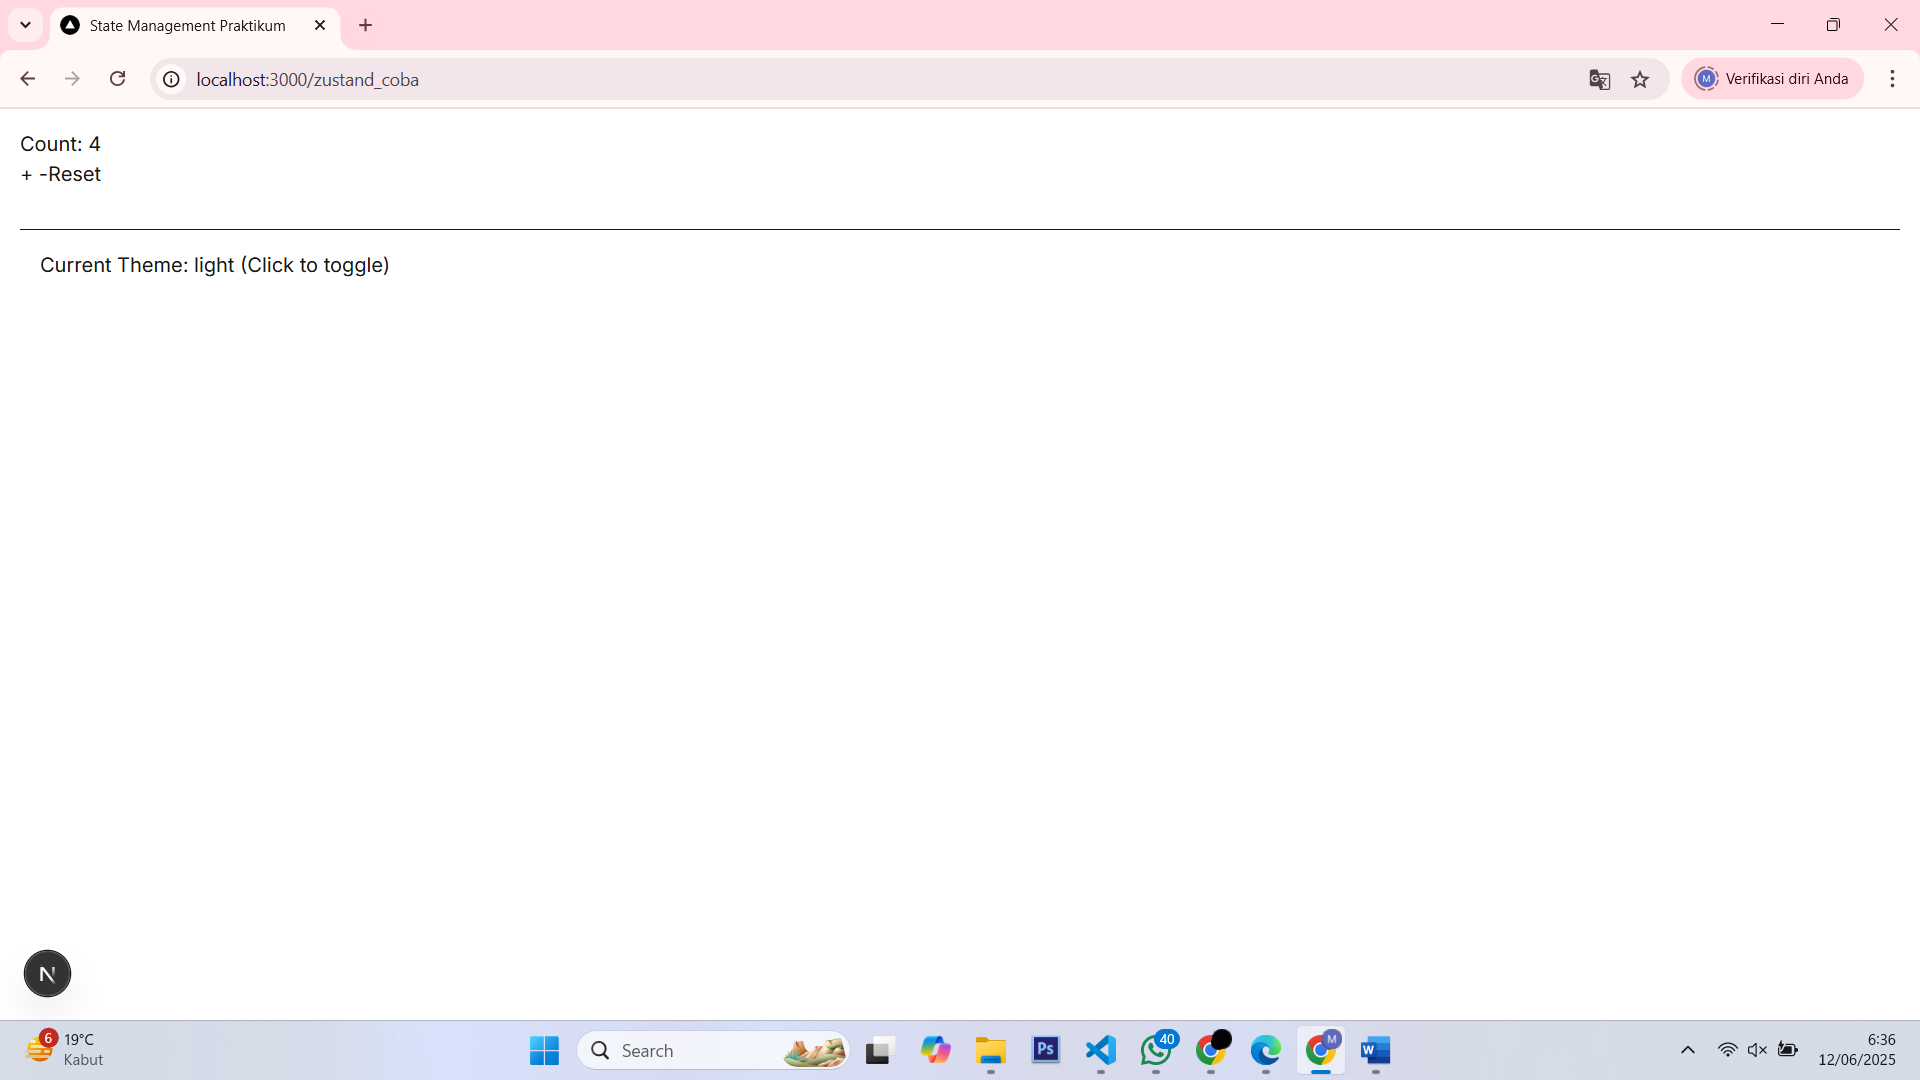 State Management Praktikum
localhost:3000/zustand_coba
M Verifikasi diri Anda
Count: 4
+ -Reset
Current Theme: light (Click to toggle)
N
6 19°C
Kabut
Search
Ps
40
M
W
6:36
12/06/2025